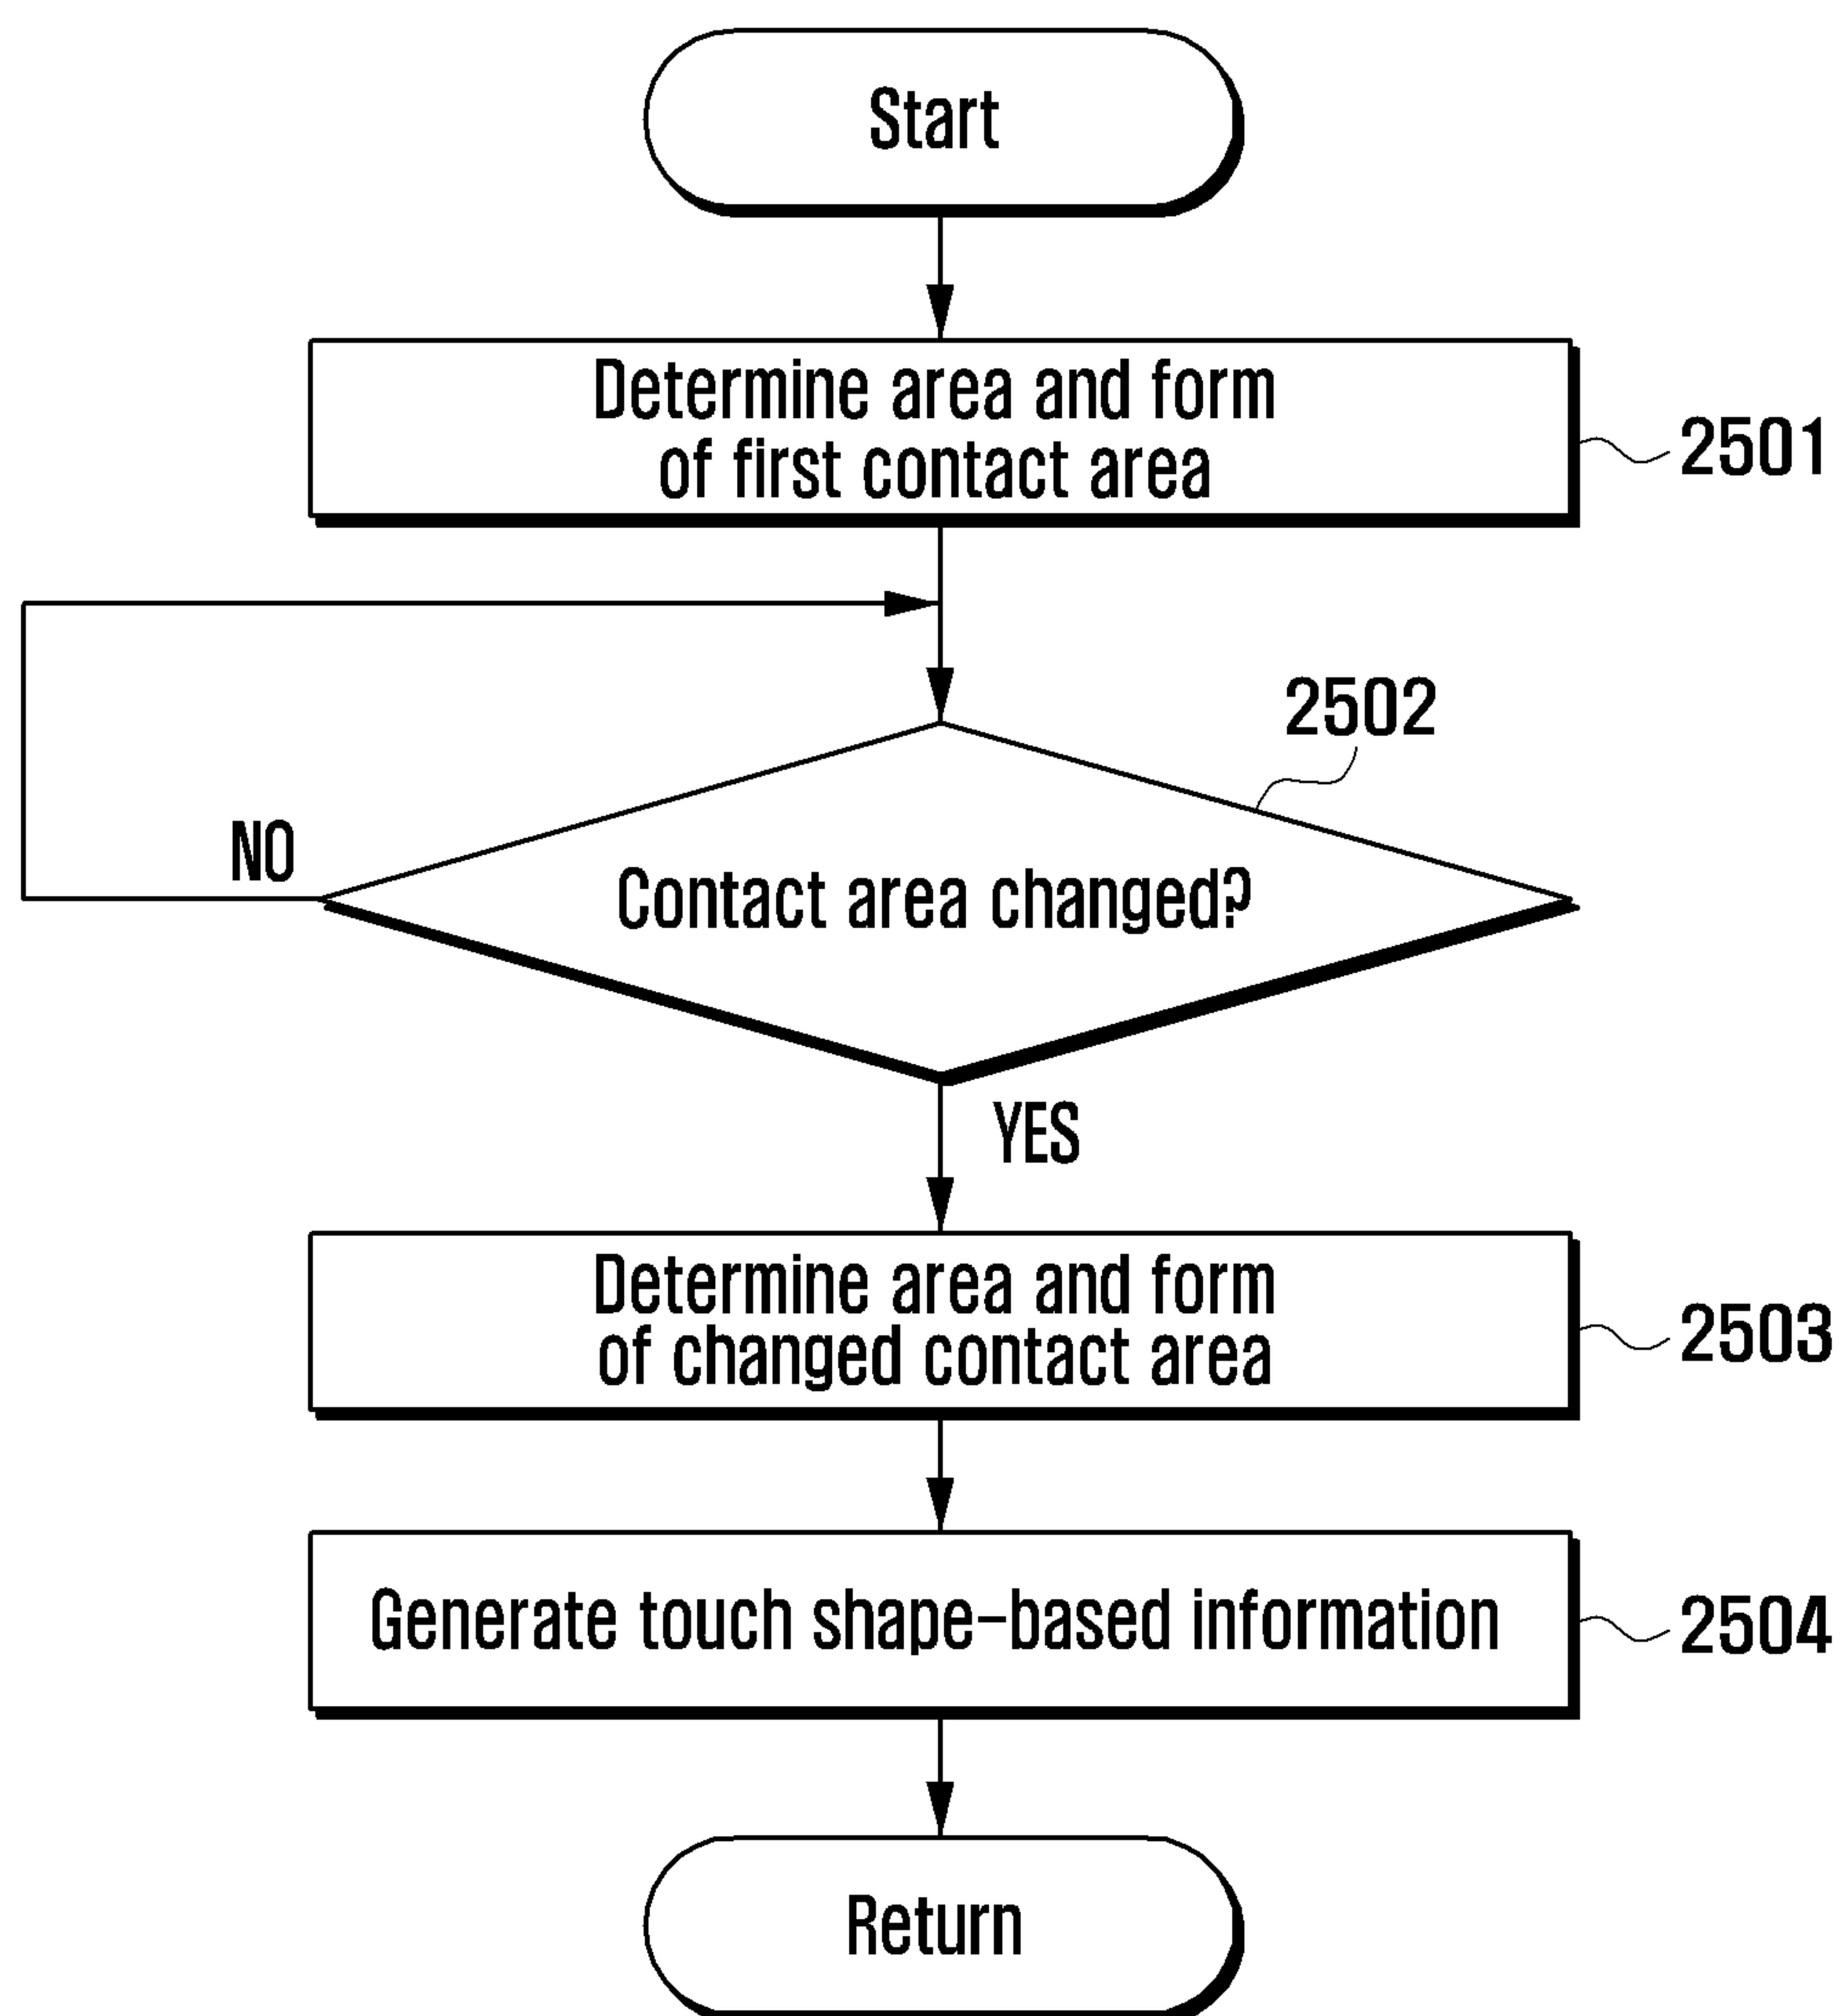 Start
Determine area and form
of first contact area
2501
2502
NO
Contact area changed?
YES
Determine area and form
of changed contact area
2503
Generate touch shape-based information
2504
Return